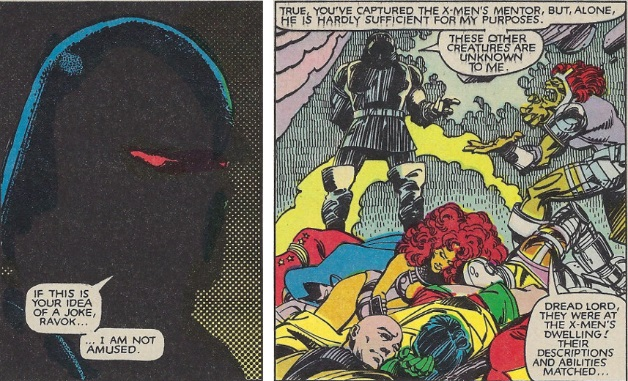 IF THIS IS
YOUR IDEA
OF A JOKE,
RAVOK...
... I AM NOT
AMUSED.
TRUE, YOU'VE CAPTURED THE X-MEN'S MENTOR, BUT, ALONE,
HE IS HARDLY SUFFICIENT FOR MY PURPOSES.
THESE OTHER
CREATURES ARE
UNKNOWN
TO ME.
DREAD LORD,
THEY WERE AT
THE X-MEN'S
DWELLING!
THEIR
DESCRIPTIONS
AND ABILITIES
MATCHED...